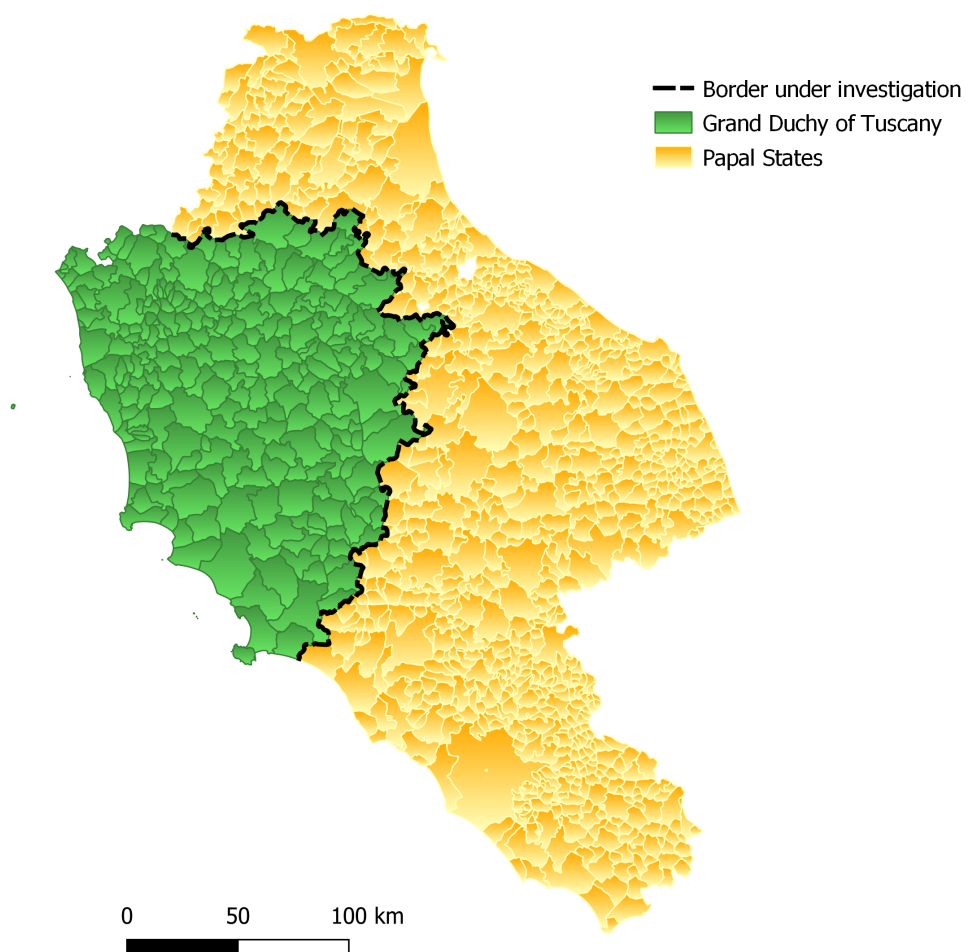 Border under investigation
Grand Duchy of Tuscany
Papal States
0 50 100 km